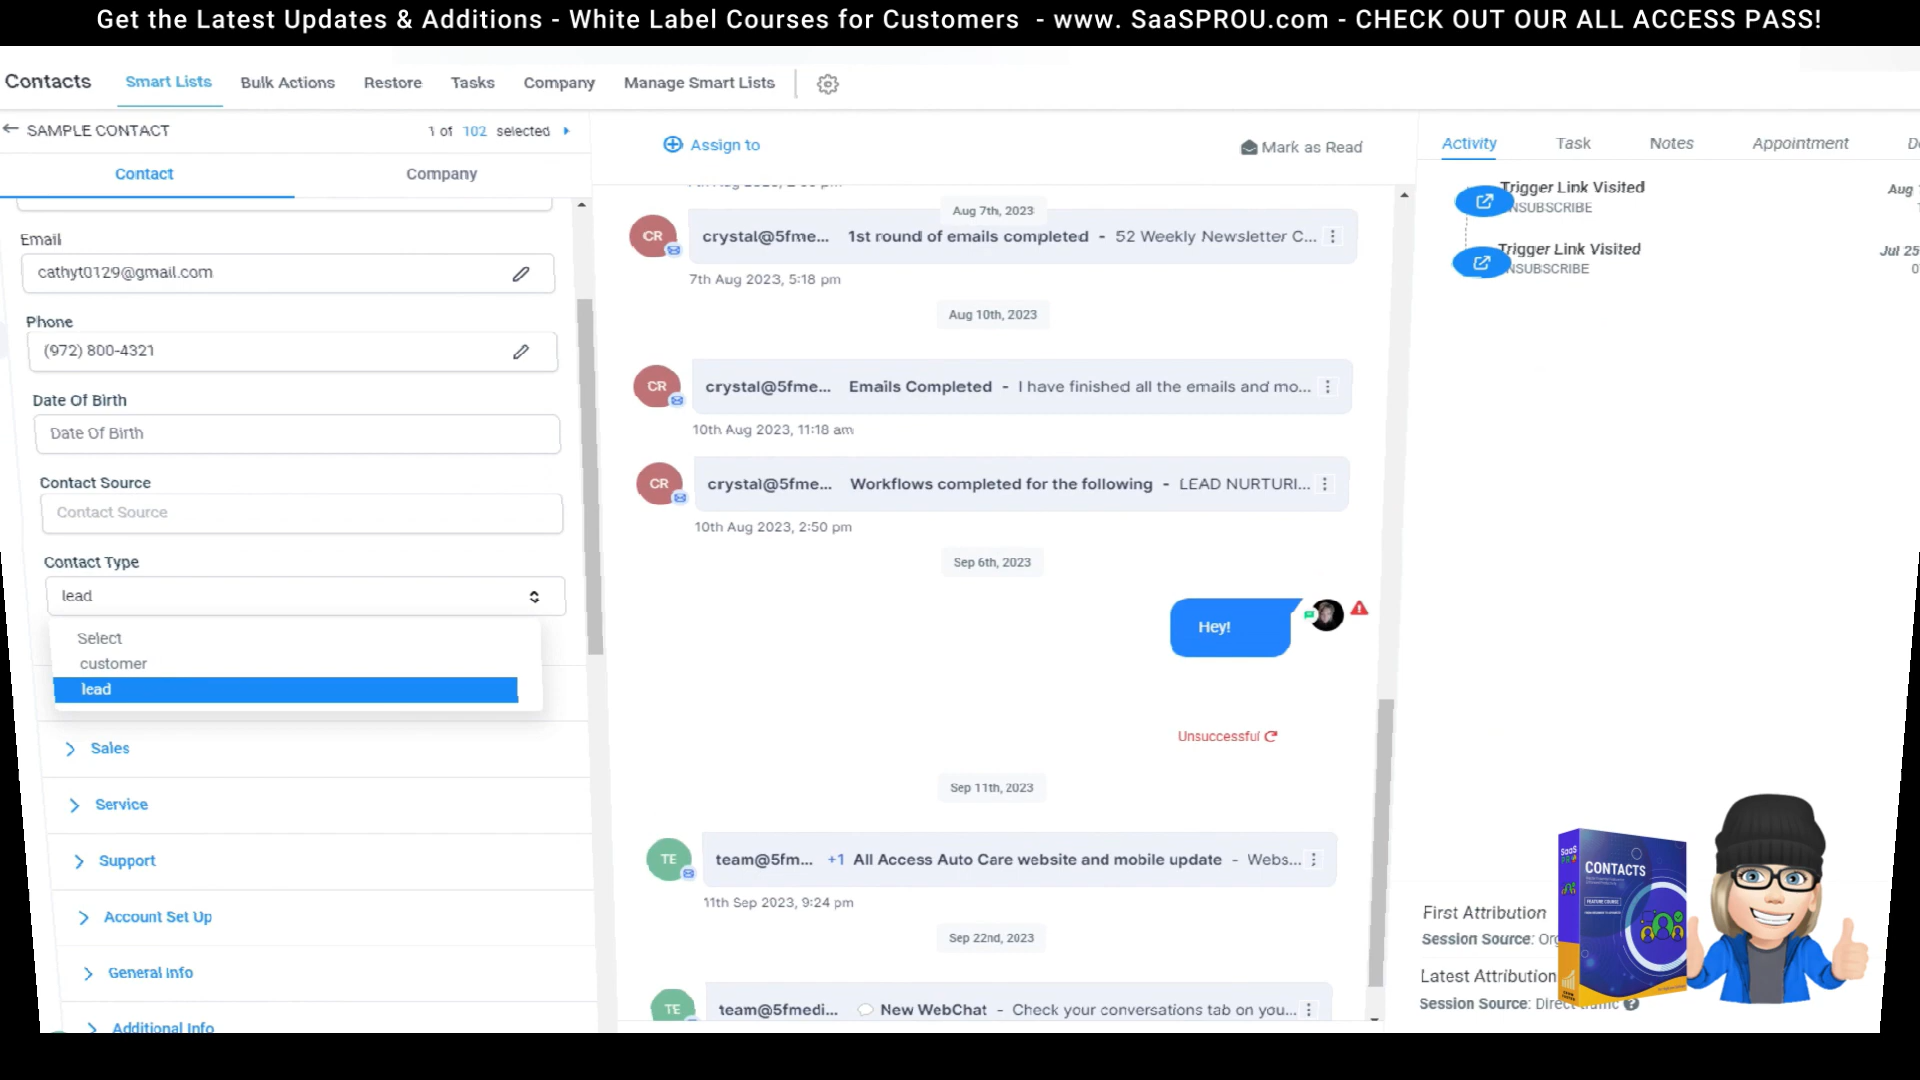 Get the Latest Updates & Additions - White Label Courses for Customers - www. SaaSPROU.com - CHECK OUT OUR ALL ACCESS PASS!
Contacts Smart Lists Bulk Actions Restore Tasks Company Manage Smart Lists
SAMPLE CONTACT 1 of 102 selected
Contact Company
Email
cathyt0129@gmail.com
Phone
(972) 800-4321
Date Of Birth
Date Of Birth
Contact Source
Contact Source
Contact Type
lead
Select
customer
lead
Sales
Service
Support
Account Set Up
General Info
Additional Info
Assign to Mark as Read
Aug 7th, 2023
CR crystal@5fme... 1st round of emails completed - 52 Weekly Newsletter C...
7th Aug 2023, 5:18 pm
Aug 10th, 2023
CR crystal@5fme... Emails Completed - I have finished all the emails and mo...
10th Aug 2023, 11:18 am
CR crystal@5fme... Workflows completed for the following - LEAD NURTURI...
10th Aug 2023, 2:50 pm
Sep 6th, 2023
Hey!
Unsuccessful
Sep 11th, 2023
TE team@5fm... +1 All Access Auto Care website and mobile update - Webs...
11th Sep 2023, 9:24 pm
Sep 22nd, 2023
TE team@5fmedi... New WebChat - Check your conversations tab on you...
Activity Task Notes Appointment
Trigger Link Visited Aug
NSUBSCRIBE
Trigger Link Visited Jul 25
NSUBSCRIBE
First Attribution
Session Source: Org
Latest Attribution
Session Source: Direct traffic
SaaS
CONTACTS
FEATURE COURSE